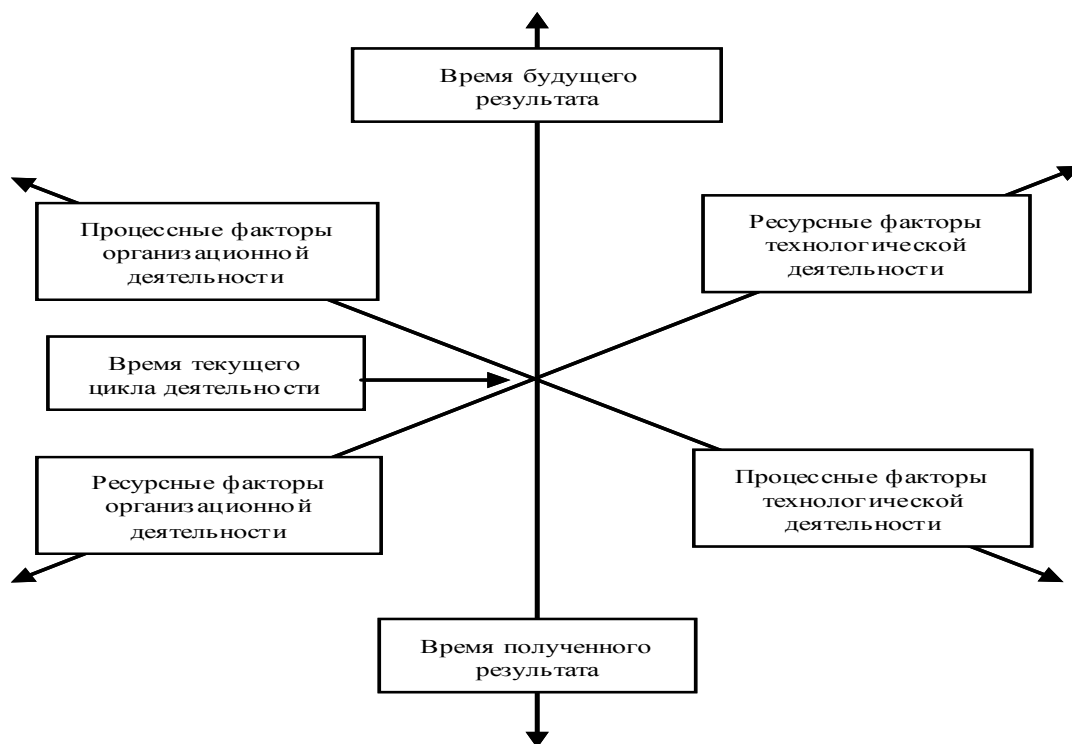 Время будущего
результата
Процессные факторы
организационной
деятельности
Ресурсные факторы
технологической
деятельности
Время текущего
цикла деятельности
Ресурсные факторы
организационной
деятельности
Процессные факторы
технологической
деятельности
Время полученного
результата